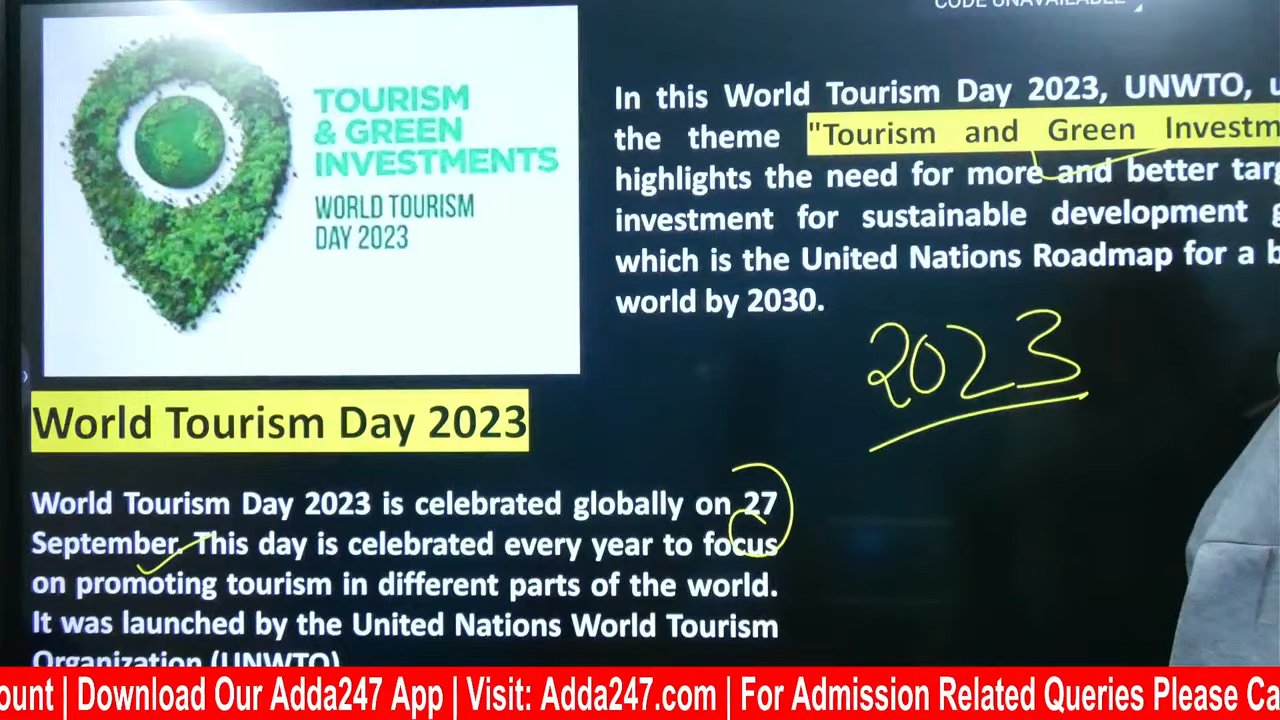 CODE UNAVAILABLE
TOURISM
& GREEN
INVESTMENTS
WORLD TOURISM
DAY 2023
In this World Tourism Day 2023, UNWTO,
the theme "Tourism and Green
highlights the need for more and better
investment for sustainable development
which is the United Nations Roadmap for a
world by 2030.
2023
World Tourism Day 2023
World Tourism Day 2023 is celebrated globally on 27
September. This day is celebrated every year to focus
on promoting tourism in different parts of the world.
It was launched by the United Nations World Tourism
Organization (UNWTO)
ount | Download Our Adda247 App | Visit: Adda247.com | For Admission Related Queries Please Ca